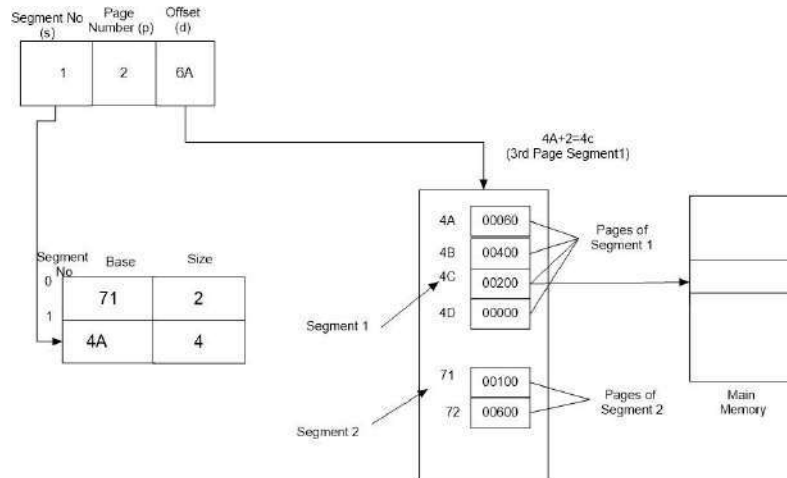 Segment No
(s)
Page
Number (p)
Offset
(d)
1
2
6A
4A+2=4c
(3rd Page Segment1)
4A
00060
4B
00400
4C
00200
4D
00000
Pages of
Segment 1
Segment
No
Base
Size
0
71
2
1
4A
4
Segment 1
71
00100
72
00600
Pages of
Segment 2
Segment 2
Main
Memory